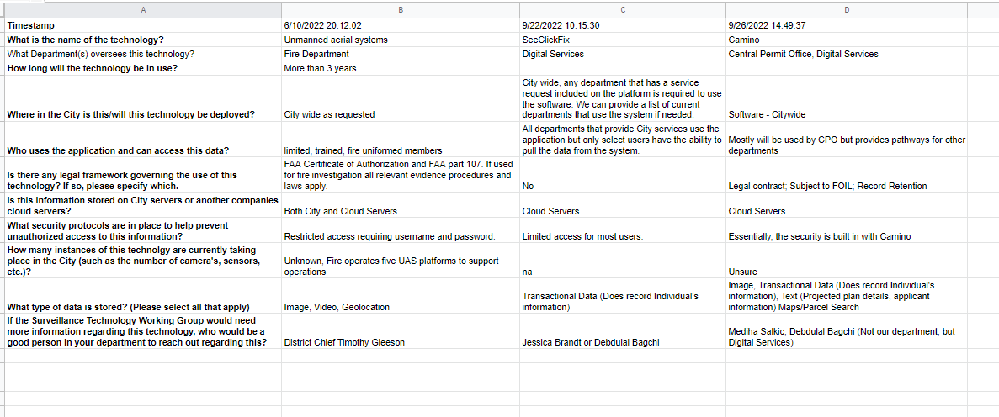 A B C D
Timestamp 6/10/2022 20:12:02 9/22/2022 10:15:30 9/26/2022 14:49:37
What is the name of the technology? Unmanned aerial systems SeeClickFix Camino
What Department(s) oversees this technology? Fire Department Digital Services Central Permit Office, Digital Services
How long will the technology be in use? More than 3 years
Where in the City is this/will this technology be deployed?
City wide as requested
City wide, any department that has a service
request included on the platform is required to use
the software. We can provide a list of current
departments that use the system if needed.
Software - Citywide
Who uses the application and can access this data?
limited, trained, fire uniformed members
All departments that provide City services use the
application but only select users have the ability to
pull the data from the system.
Mostly will be used by CPO but provides pathways for other
departments
Is there any legal framework governing the use of this
technology? If so, please specify which.
FAA Certificate of Authorization and FAA part 107. If used
for fire investigation all relevant evidence procedures and
laws apply.
No
Legal contract; Subject to FOIL; Record Retention
Is this information stored on City servers or another companies
cloud servers?
Both City and Cloud Servers
Cloud Servers
Cloud Servers
What security protocols are in place to help prevent
unauthorized access to this information?
Restricted access requiring username and password.
Limited access for most users.
Essentially, the security is built in with Camino
How many instances of this technolgy are currently taking
place in the City (such as the number of camera's, sensors,
etc.)?
Unknown, Fire operates five UAS platforms to support
operations
na
Unsure
What type of data is stored? (Please select all that apply)
Image, Video, Geolocation
Transactional Data (Does record Individual's
information)
Image, Transactional Data (Does record Individual's
information), Text (Projected plan details, applicant
information) Maps/Parcel Search
If the Surveillance Technology Working Group would need
more information regarding this technology, who would be a
good person in your department to reach out regarding this?
District Chief Timothy Gleeson
Jessica Brandt or Debdulal Bagchi
Mediha Salkic; Debdulal Bagchi (Not our department, but
Digital Services)